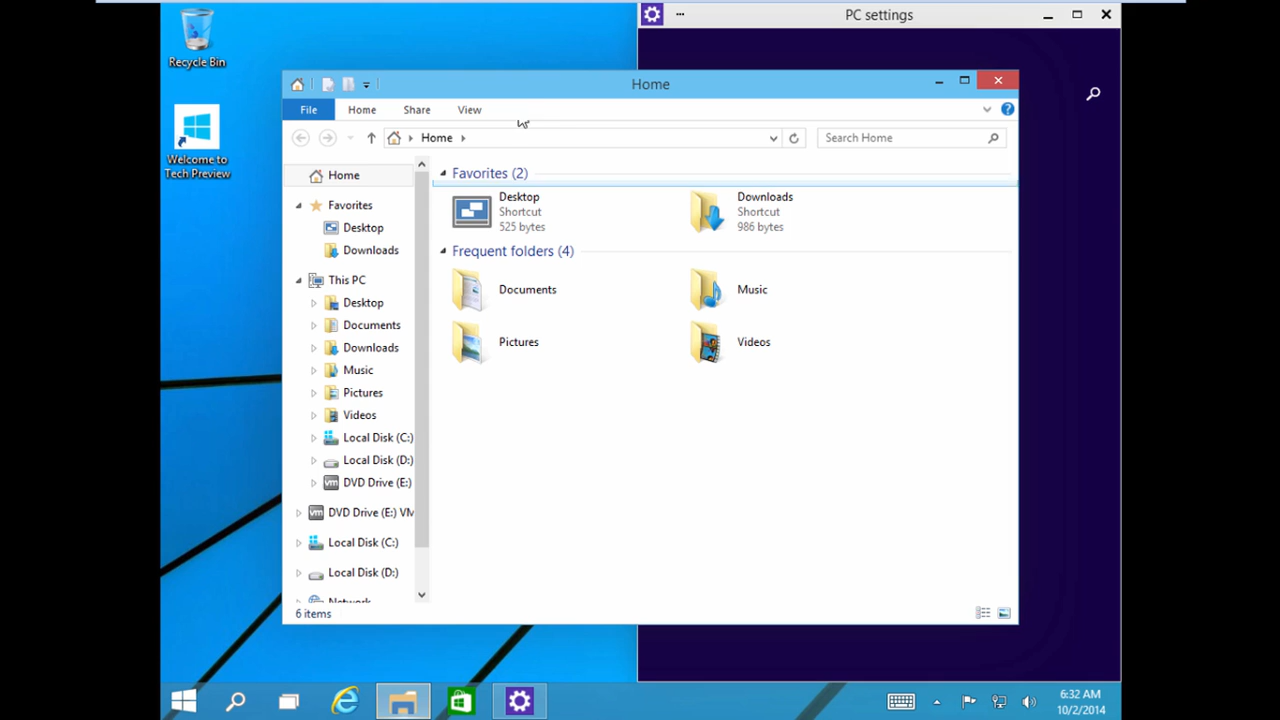 PC settings
Recycle Bin
Welcome to
Tech Preview
Home
File
Home
Share
View
Home
Search Home
Home
Favorites
Desktop
Downloads
This PC
Desktop
Documents
Downloads
Music
Pictures
Videos
Local Disk (C:)
Local Disk (D:)
DVD Drive (E:)
DVD Drive (E:) VM
Local Disk (C:)
Local Disk (D:)
Network
Favorites (2)
Desktop
Shortcut
525 bytes
Downloads
Shortcut
986 bytes
Frequent folders (4)
Documents
Music
Pictures
Videos
6 items
6:32 AM
10/2/2014